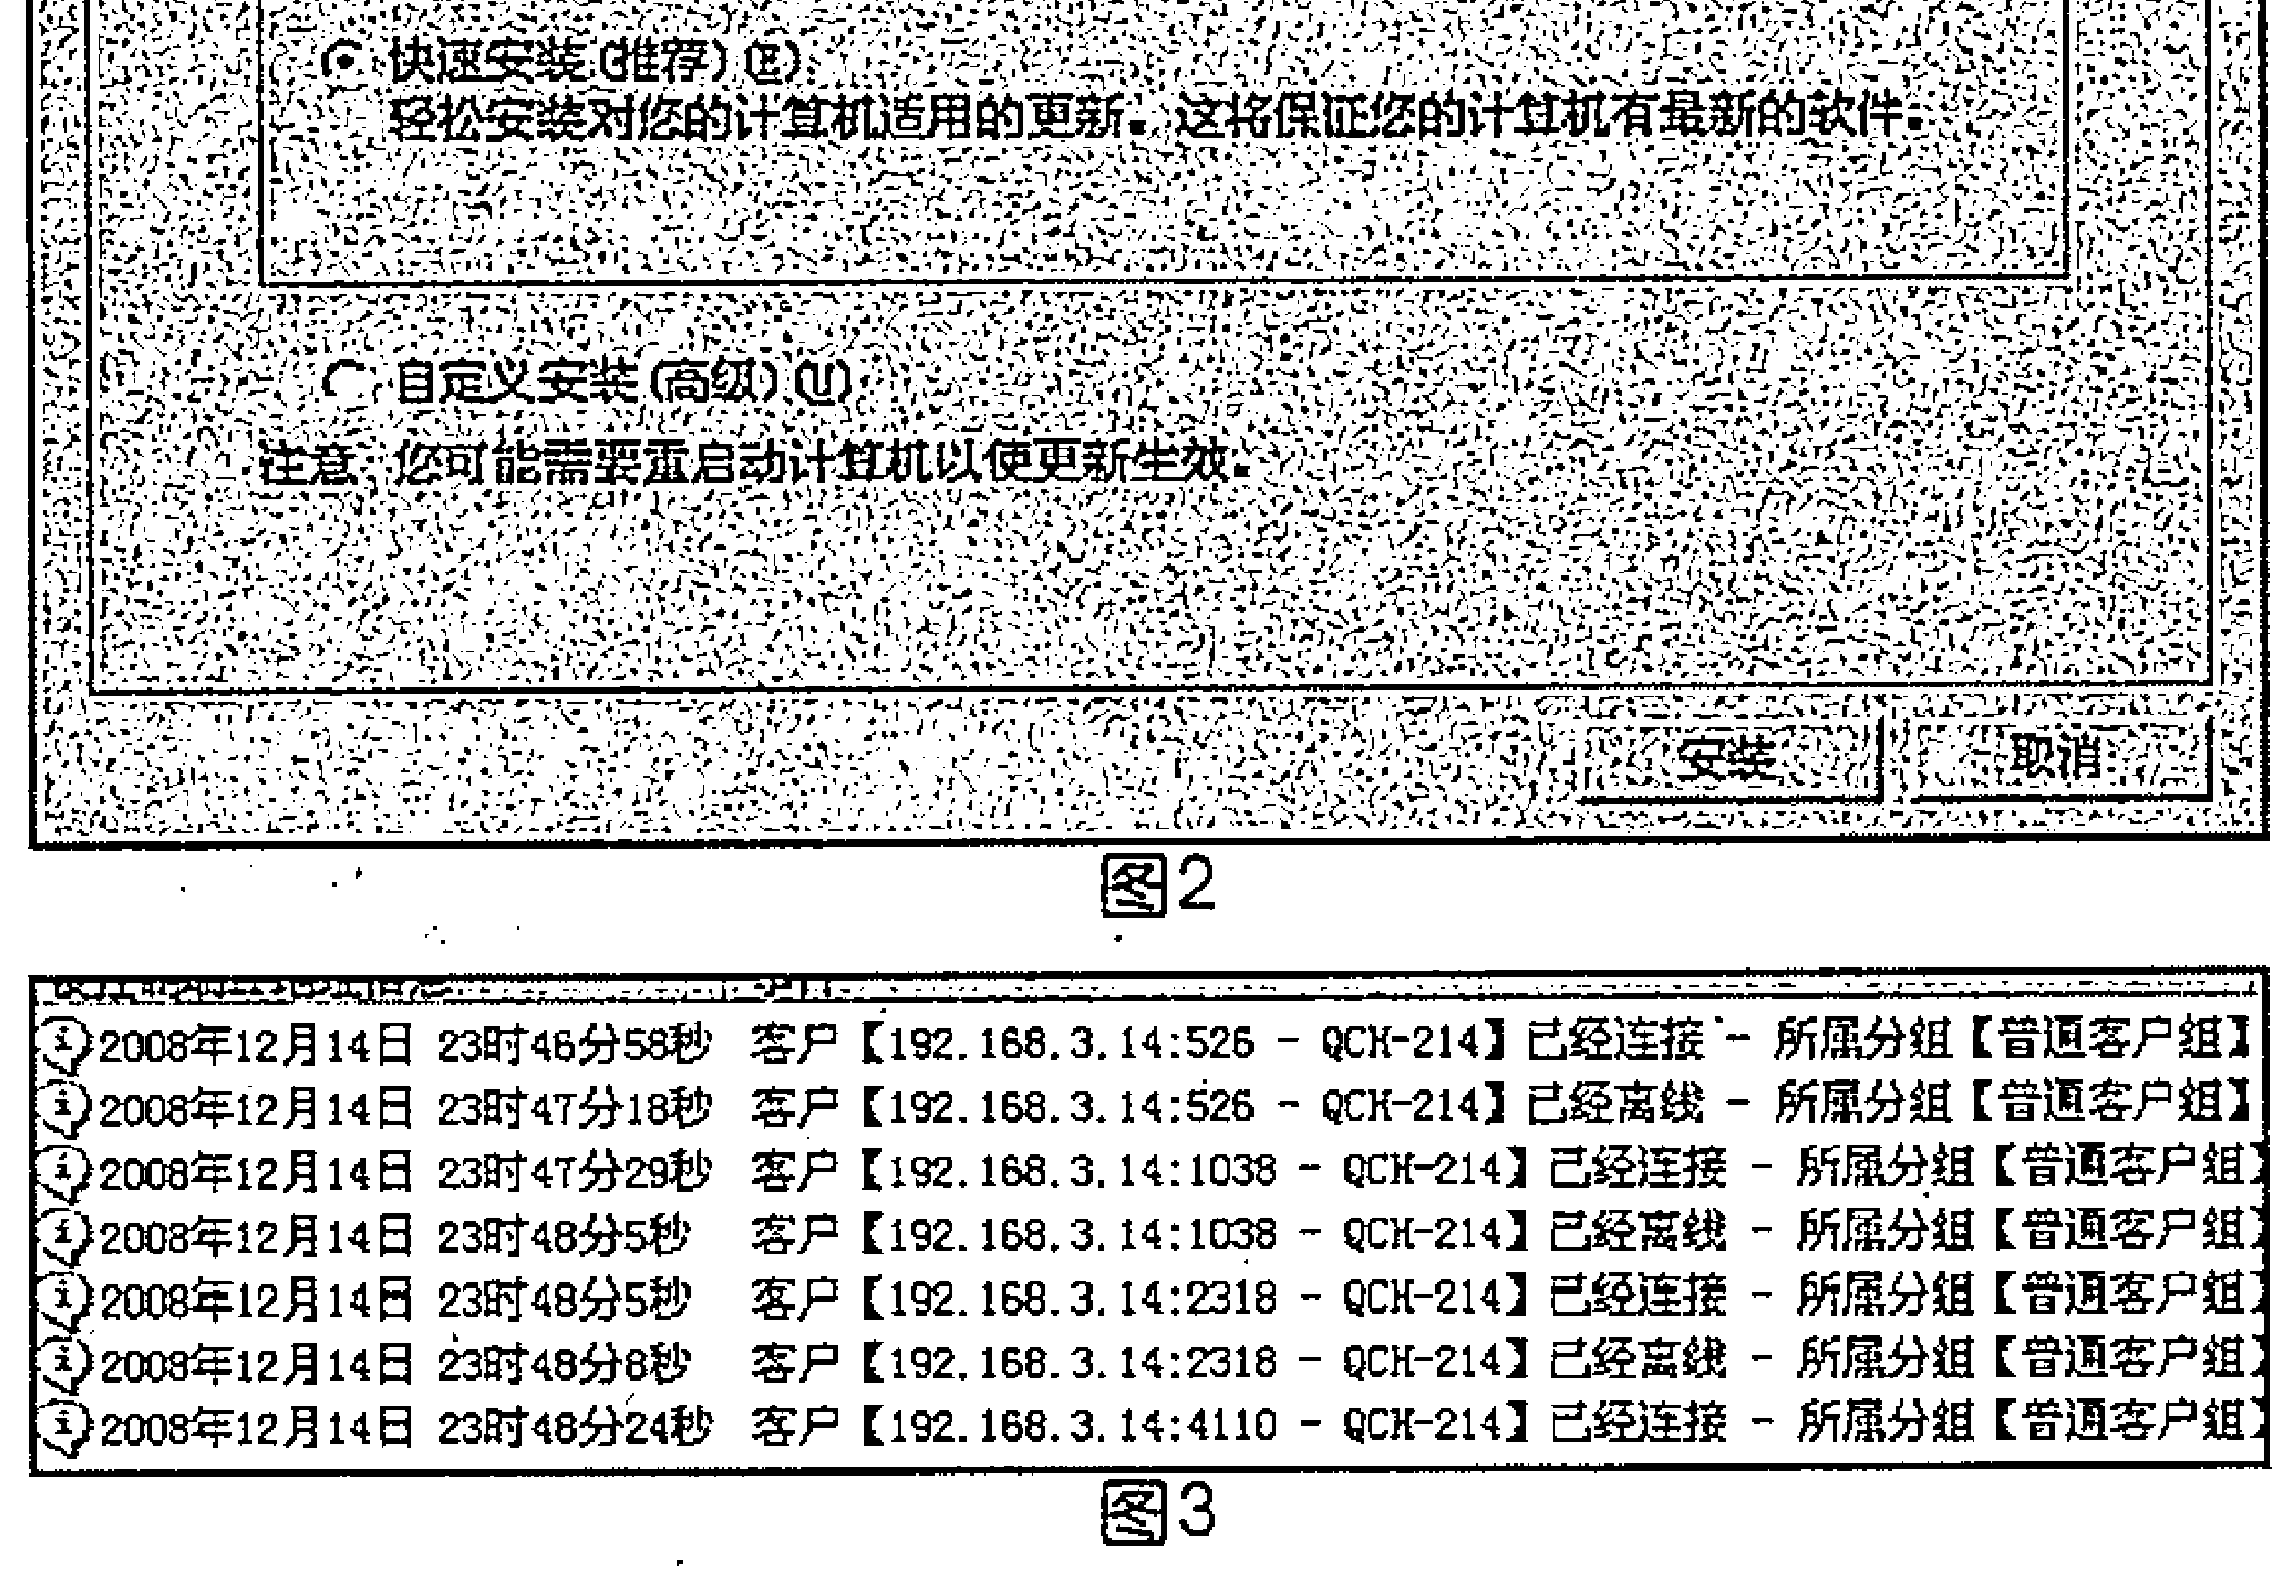 快速安装(推荐)(E)
轻松安装对您的计算机适用的更新。这将保证您的计算机有最新的软件。
自定义安装(高级)(U)
注意:您可能需要重启动计算机以使更新生效。
安装 取消
图2
2008年12月14日 23时46分58秒 客户【192.168.3.14:526 - QCH-214】已经连接 - 所属分组【普通客户组】
2008年12月14日 23时47分18秒 客户【192.168.3.14:526 - QCH-214】已经离线 - 所属分组【普通客户组】
2008年12月14日 23时47分29秒 客户【192.168.3.14:1038 - QCH-214】已经连接 - 所属分组【普通客户组】
2008年12月14日 23时48分5秒 客户【192.168.3.14:1038 - QCH-214】已经离线 - 所属分组【普通客户组】
2008年12月14日 23时48分5秒 客户【192.168.3.14:2318 - QCH-214】已经连接 - 所属分组【普通客户组】
2008年12月14日 23时48分8秒 客户【192.168.3.14:2318 - QCH-214】已经离线 - 所属分组【普通客户组】
2008年12月14日 23时48分24秒 客户【192.168.3.14:4110 - QCH-214】已经连接 - 所属分组【普通客户组】
图3